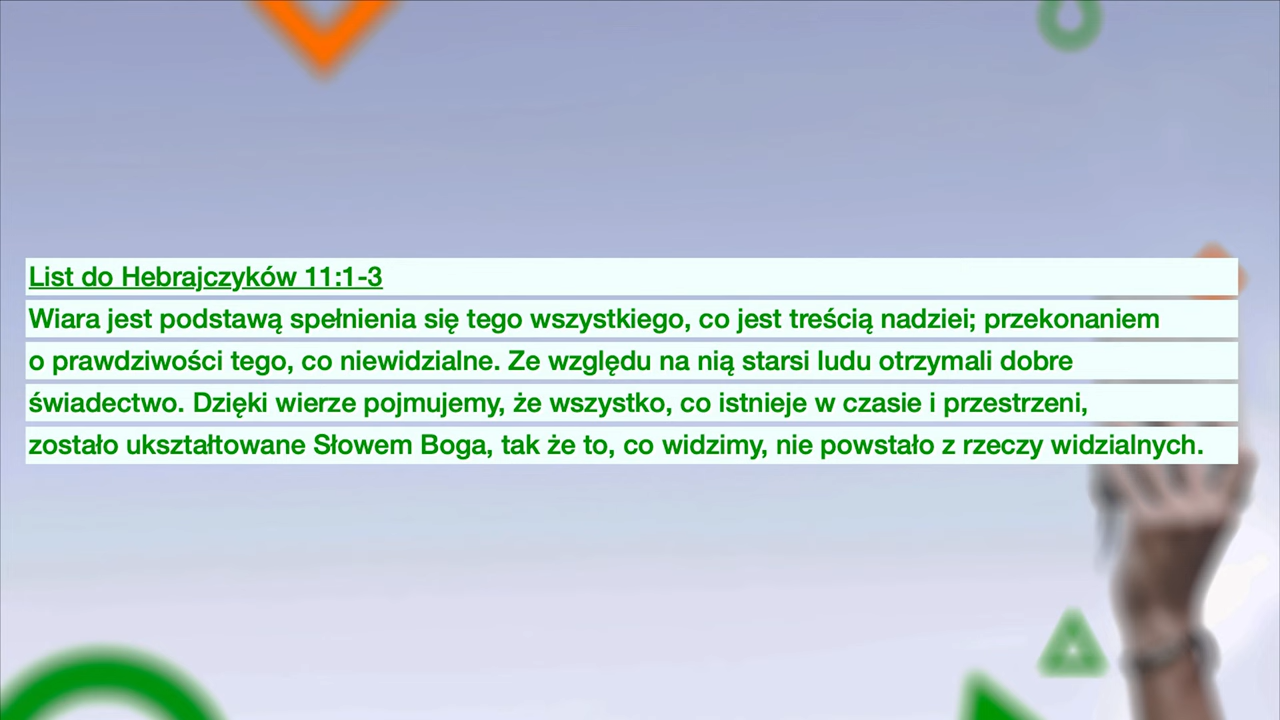 List do Hebrajczyków 11:1-3
Wiara jest podstawą spełnienia się tego wszystkiego, co jest treścią nadziei; przekonaniem
o prawdziwości tego, co niewidzialne. Ze względu na nią starsi ludu otrzymali dobre
świadectwo. Dzięki wierze pojmujemy, że wszystko, co istnieje w czasie i przestrzeni,
zostało ukształtowane Słowem Boga, tak że to, co widzimy, nie powstało z rzeczy widzialnych.